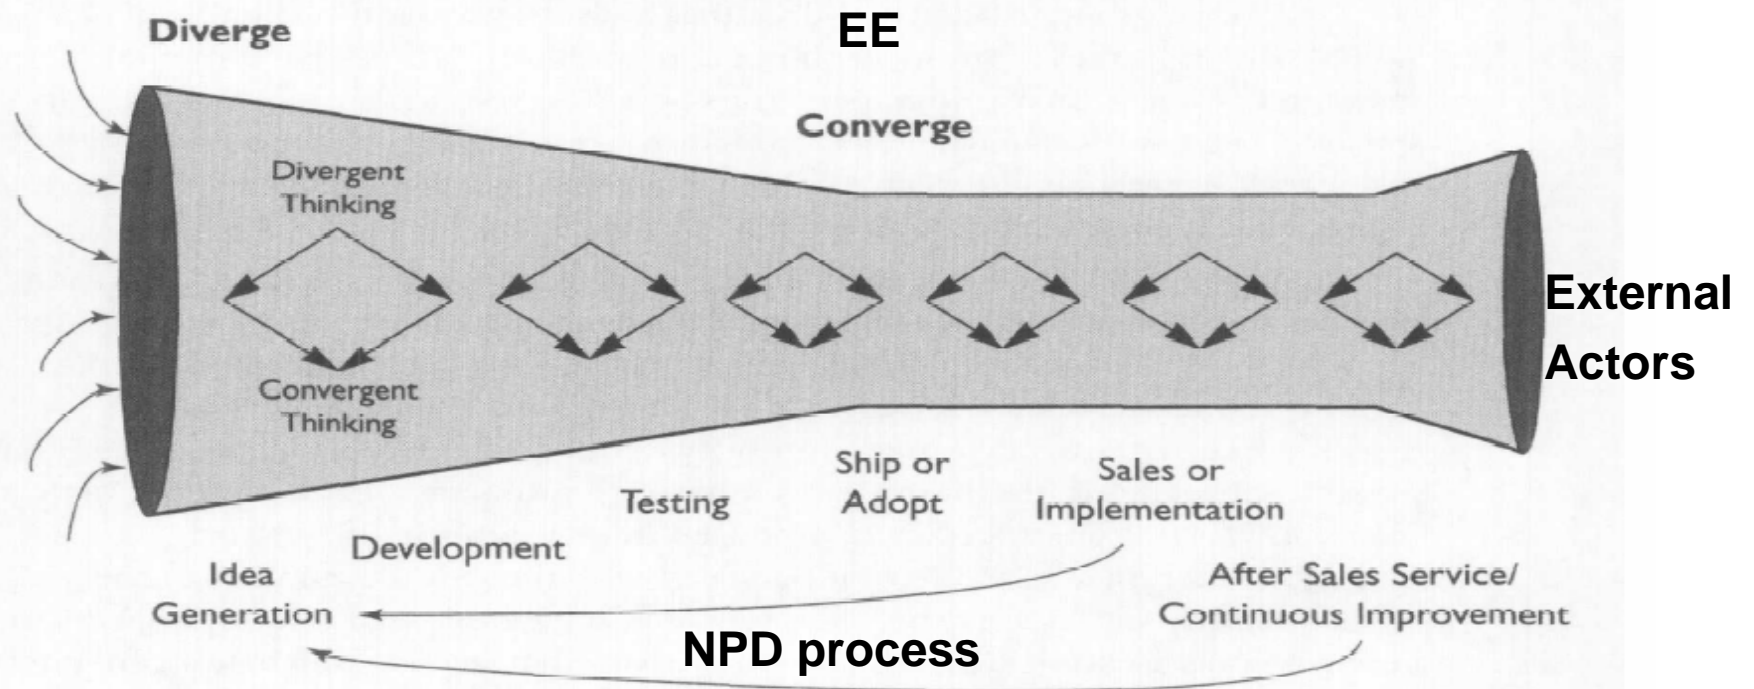 Diverge
EE
Converge
Divergent
Thinking
Convergent
Thinking
External
Actors
Idea
Generation
Development
Testing
Ship or
Adopt
Sales or
Implementation
After Sales Service/
Continuous Improvement
NPD process